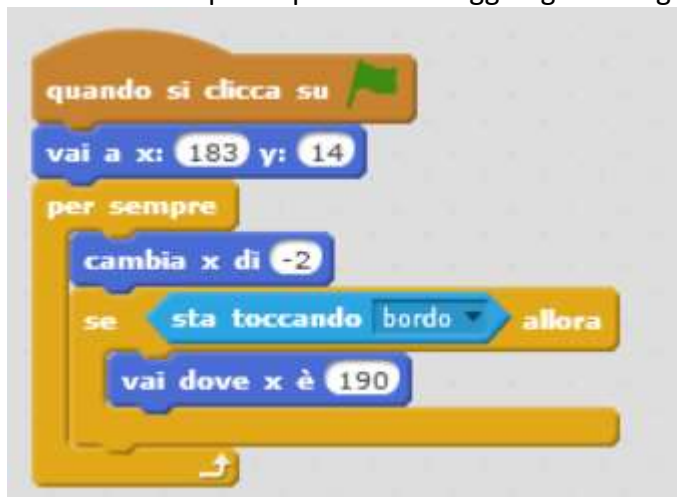 quando si clicca su
vai a x: 183 y: 14
per sempre
cambia x di -2
se sta toccando bordo allora
vai dove x è 190